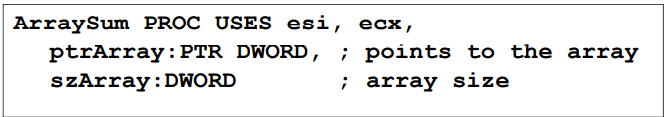 ArraySum PROC USES esi, ecx,
ptrArray:PTR DWORD, ; points to the array
szArray:DWORD ; array size